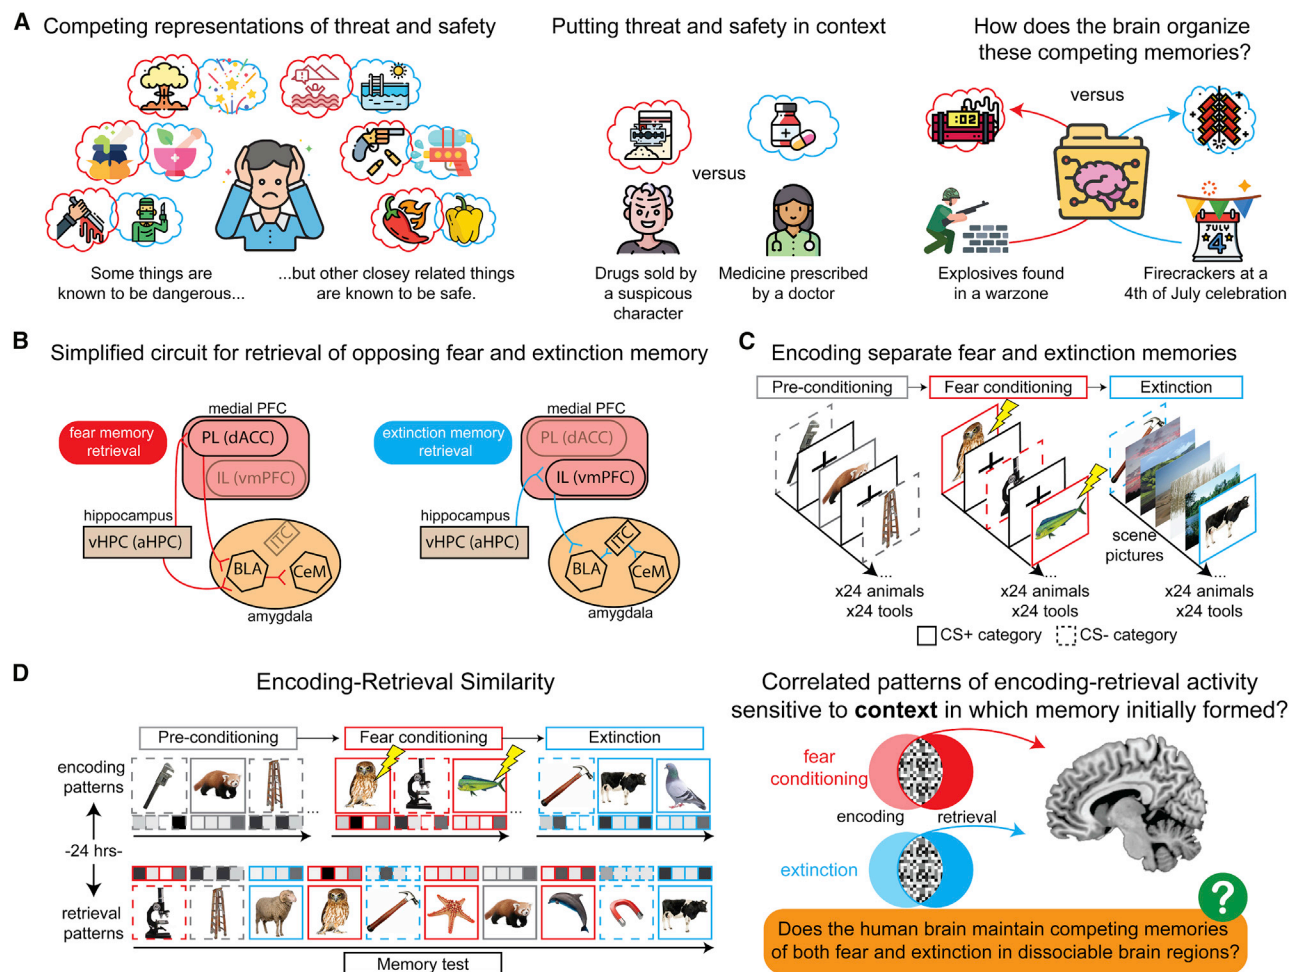 A
Competing representations of threat and safety
Some things are
known to be dangerous...
...but other closey related things
are known to be safe.
Putting threat and safety in context
versus
Drugs sold by
a suspicious
character
Medicine prescribed
by a doctor
How does the brain organize
these competing memories?
versus
JULY
4
Explosives found
in a warzone
Firecrackers at a
4th of July celebration
B
Simplified circuit for retrieval of opposing fear and extinction memory
fear memory
retrieval
medial PFC
PL (dACC)
IL (vmPFC)
hippocampus
vHPC (aHPC)
ITC
BLA
CeM
amygdala
extinction memory
retrieval
medial PFC
PL (dACC)
IL (vmPFC)
hippocampus
vHPC (aHPC)
ITC
BLA
CeM
amygdala
C
Encoding separate fear and extinction memories
Pre-conditioning
Fear conditioning
Extinction
scene
pictures
...
x24 animals
x24 tools
...
x24 animals
x24 tools
...
x24 animals
x24 tools
CS+ category
CS- category
D
Encoding-Retrieval Similarity
Pre-conditioning
Fear conditioning
Extinction
encoding
patterns
...
...
-24 hrs-
retrieval
patterns
Memory test
Correlated patterns of encoding-retrieval activity
sensitive to context in which memory initially formed?
fear
conditioning
encoding
retrieval
extinction
?
Does the human brain maintain competing memories
of both fear and extinction in dissociable brain regions?